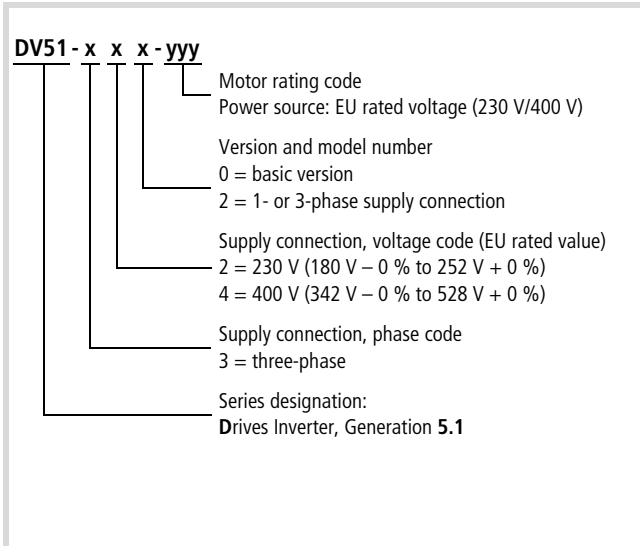 DV51 - x x x - yyy
Motor rating code
Power source: EU rated voltage (230 V/400 V)
Version and model number
0 = basic version
2 = 1- or 3-phase supply connection
Supply connection, voltage code (EU rated value)
2 = 230 V (180 V – 0 % to 252 V + 0 %)
4 = 400 V (342 V – 0 % to 528 V + 0 %)
Supply connection, phase code
3 = three-phase
Series designation:
Drives Inverter, Generation 5.1